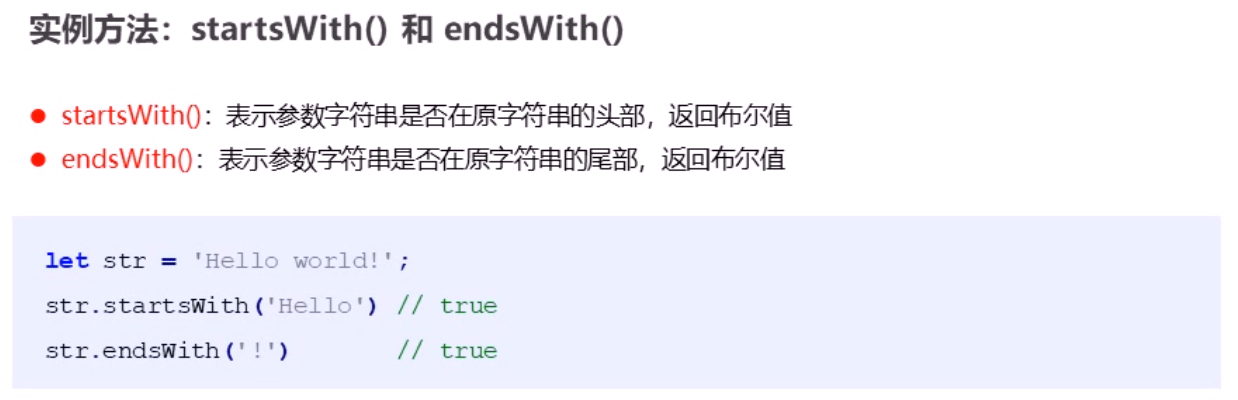 实例方法：startsWith() 和 endsWith()
● startsWith()：表示参数字符串是否在原字符串的头部，返回布尔值
● endsWith()：表示参数字符串是否在原字符串的尾部，返回布尔值
let str = 'Hello world!';
str.startsWith('Hello') // true
str.endsWith('!')       // true